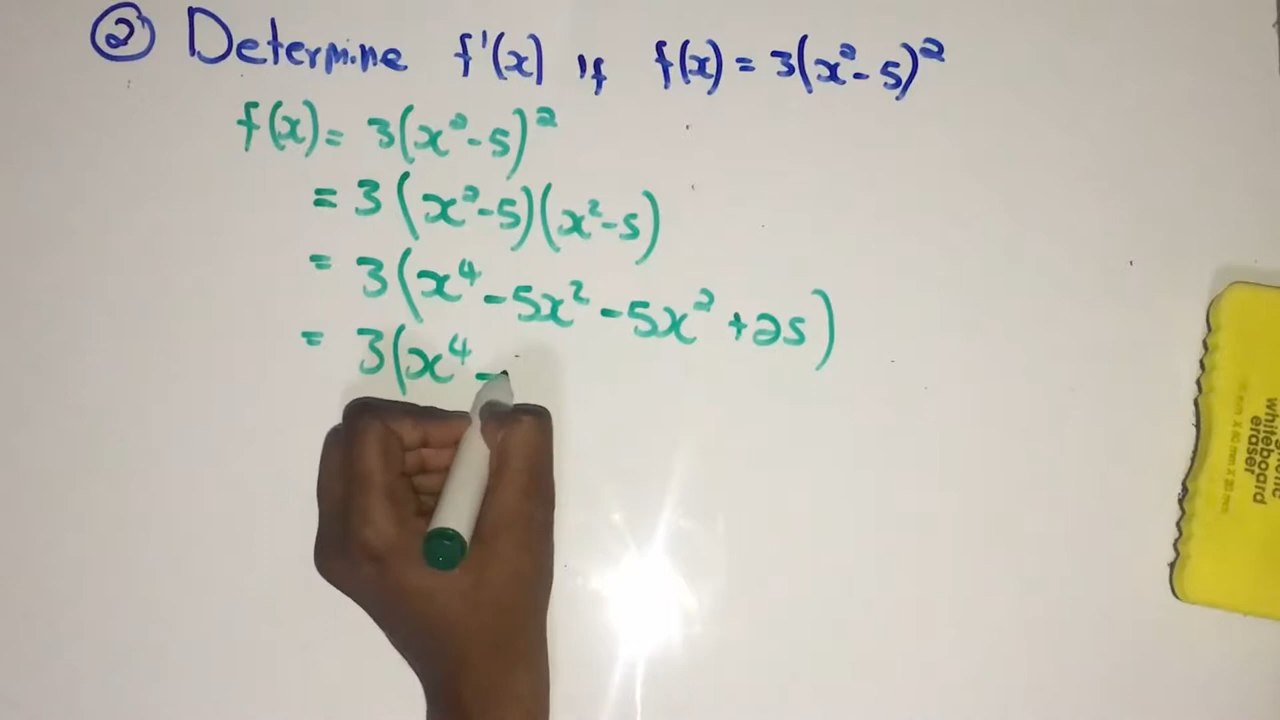 ② Determine f'(x) if f(x) = 3(x² - 5)²
f(x) = 3(x² - 5)²
= 3(x² - 5)(x² - 5)
= 3(x⁴ - 5x² - 5x² + 25)
= 3(x⁴ -
whiteboard
eraser